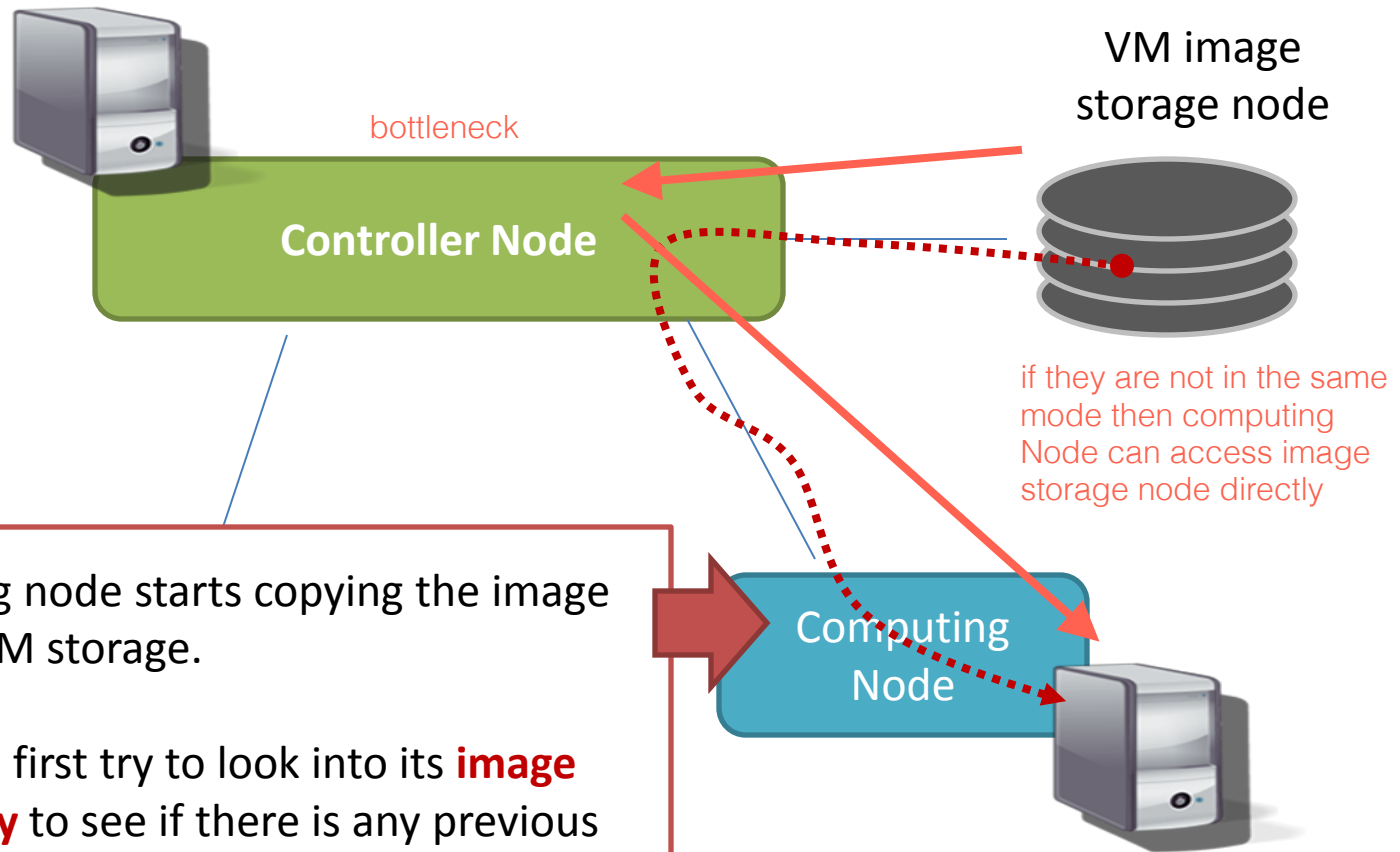 VM image
storage node
bottleneck
Controller Node
if they are not in the same
mode then computing
Node can access image
storage node directly
g node starts copying the image
M storage.
first try to look into its image
y to see if there is any previous
Computing
Node